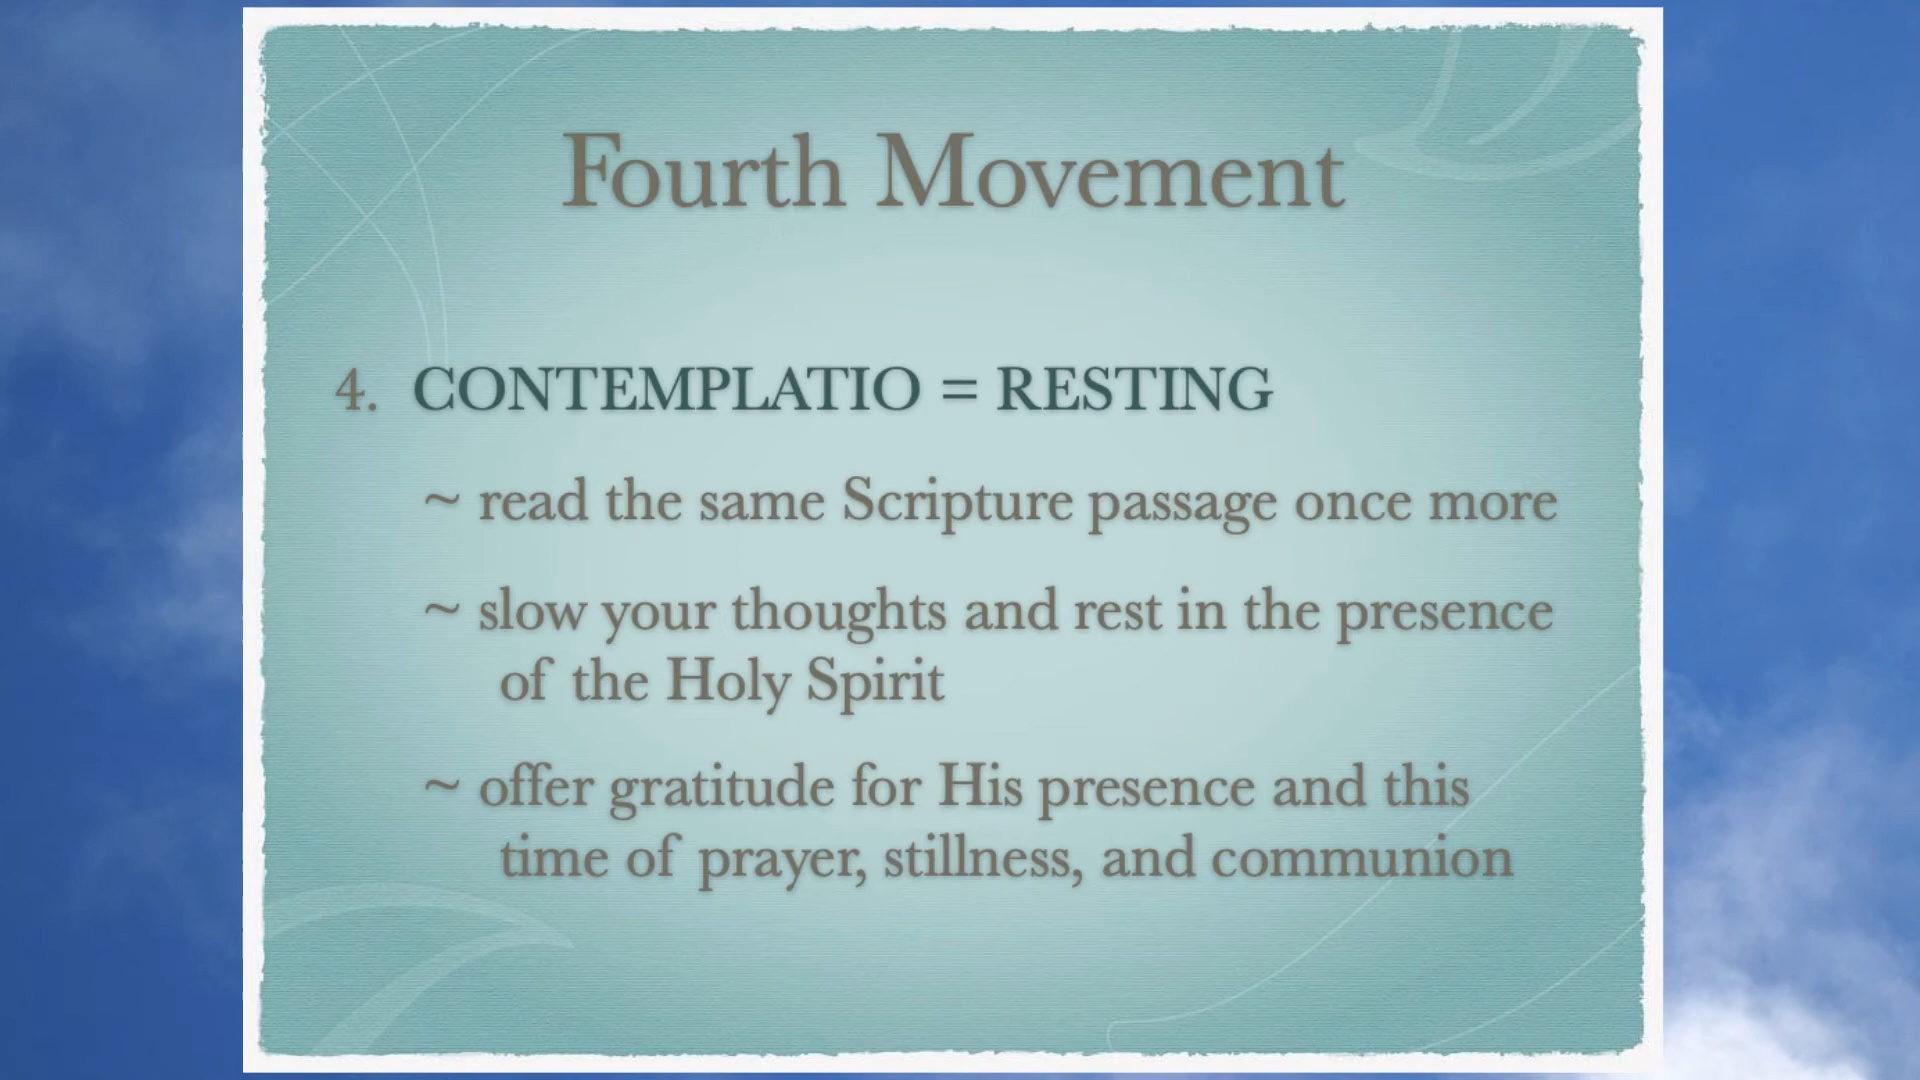 Fourth Movement
4. CONTEMPLATIO = RESTING
~ read the same Scripture passage once more
~ slow your thoughts and rest in the presence
of the Holy Spirit
~ offer gratitude for His presence and this
time of prayer, stillness, and communion